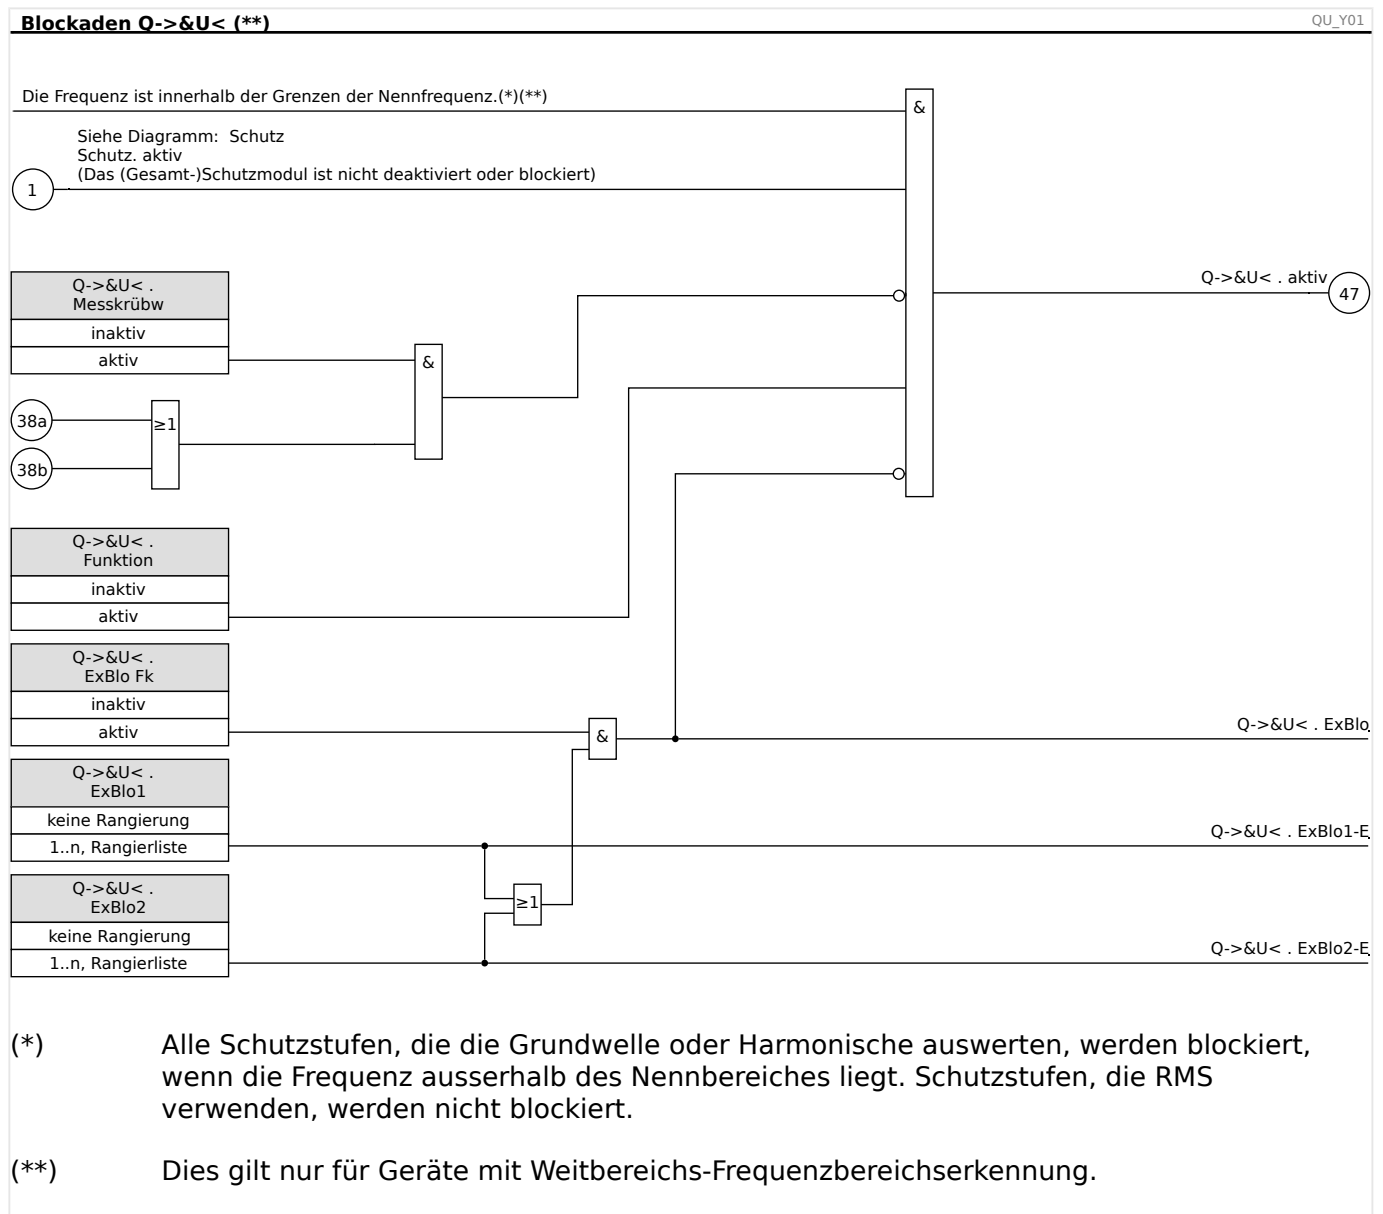 Blockaden Q->&U< (**)
QU_Y01
Die Frequenz ist innerhalb der Grenzen der Nennfrequenz.(*)(**)
&
Siehe Diagramm: Schutz
Schutz. aktiv
(Das (Gesamt-)Schutzmodul ist nicht deaktiviert oder blockiert)
1
Q->&U< .
Messkrübw
inaktiv
aktiv
&
Q->&U< . aktiv
47
38a
≥1
38b
Q->&U< .
Funktion
inaktiv
aktiv
Q->&U< .
ExBlo Fk
inaktiv
aktiv
&
Q->&U< . ExBlo
Q->&U< .
ExBlo1
keine Rangierung
1..n, Rangierliste
Q->&U< . ExBlo1-E
Q->&U< .
ExBlo2
keine Rangierung
1..n, Rangierliste
≥1
Q->&U< . ExBlo2-E
(*) Alle Schutzstufen, die die Grundwelle oder Harmonische auswerten, werden blockiert,
wenn die Frequenz ausserhalb des Nennbereiches liegt. Schutzstufen, die RMS
verwenden, werden nicht blockiert.
(**) Dies gilt nur für Geräte mit Weitbereichs-Frequenzbereichserkennung.